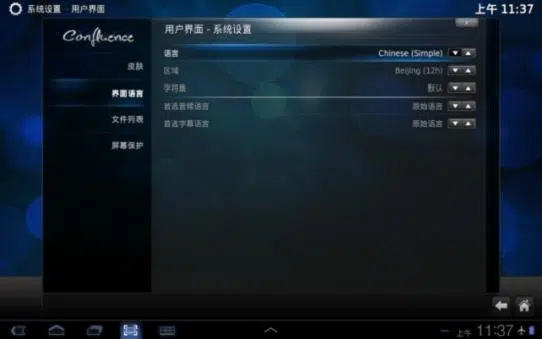 系统设置 - 用户界面
上午 11:37
Confluence
用户界面 - 系统设置
皮肤
界面语言
文件列表
屏幕保护
语言 Chinese (Simple)
区域 Beijing (12h)
字符集 默认
首选音频语言 原始语言
首选字幕语言 原始语言
上午 11:37